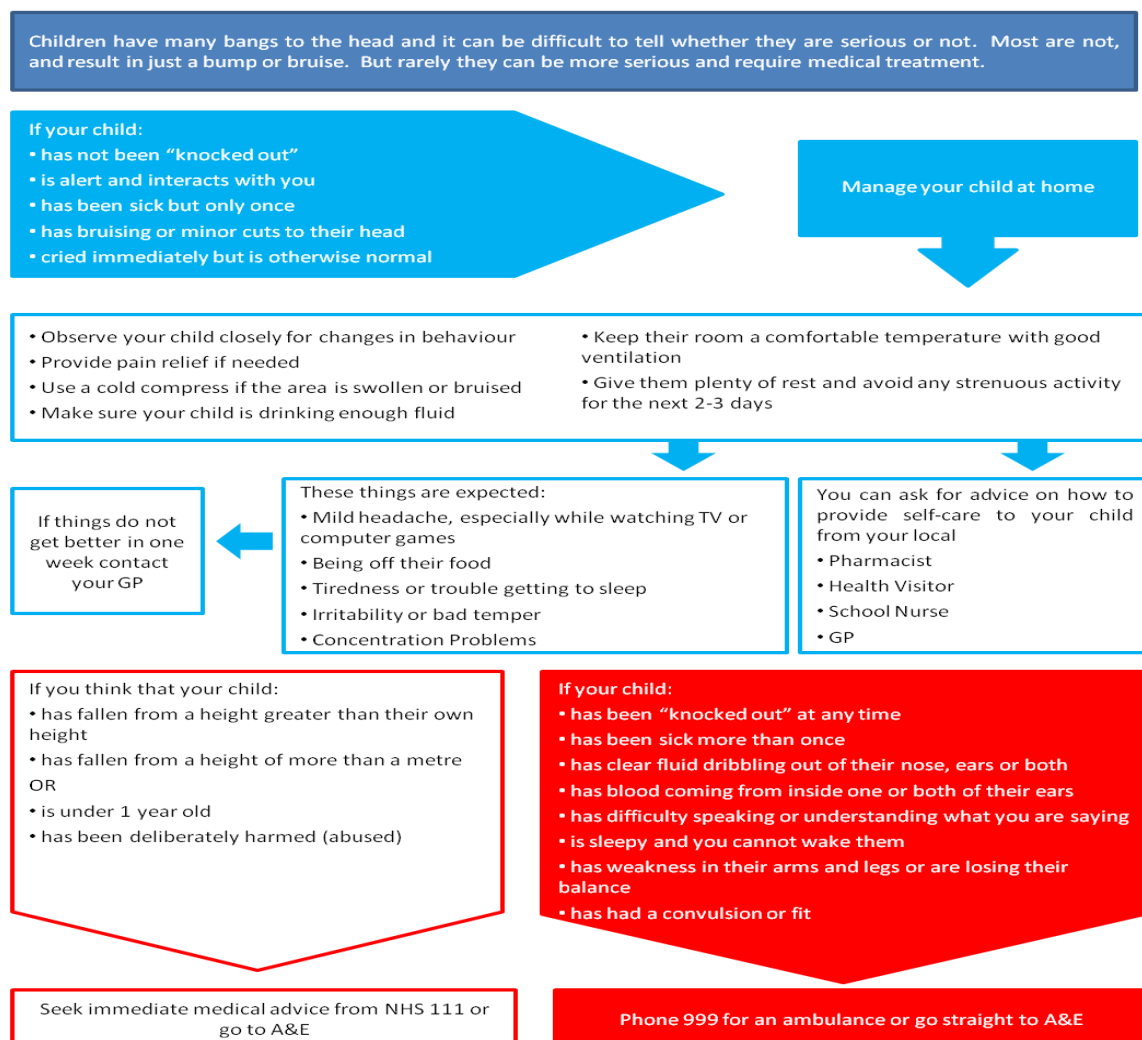 Children have many bangs to the head and it can be difficult to tell whether they are serious or not.  Most are not,
and result in just a bump or bruise.  But rarely they can be more serious and require medical treatment.
If your child:
• has not been “knocked out”
• is alert and interacts with you
• has been sick but only once
• has bruising or minor cuts to their head
• cried immediately but is otherwise normal
Manage your child at home
• Observe your child closely for changes in behaviour
• Provide pain relief if needed
• Use a cold compress if the area is swollen or bruised
• Make sure your child is drinking enough fluid
• Keep their room a comfortable temperature with good
ventilation
• Give them plenty of rest and avoid any strenuous activity
for the next 2-3 days
If things do not
get better in one
week contact
your GP
These things are expected:
• Mild headache, especially while watching TV or
computer games
• Being off their food
• Tiredness or trouble getting to sleep
• Irritability or bad temper
• Concentration Problems
You can ask for advice on how to
provide self-care to your child
from your local
• Pharmacist
• Health Visitor
• School Nurse
• GP
If you think that your child:
• has fallen from a height greater than their own
height
• has fallen from a height of more than a metre
OR
• is under 1 year old
• has been deliberately harmed (abused)
If your child:
• has been “knocked out” at any time
• has been sick more than once
• has clear fluid dribbling out of their nose, ears or both
• has blood coming from inside one or both of their ears
• has difficulty speaking or understanding what you are saying
• is sleepy and you cannot wake them
• has weakness in their arms and legs or are losing their
balance
• has had a convulsion or fit
Seek immediate medical advice from NHS 111 or
go to A&E
Phone 999 for an ambulance or go straight to A&E